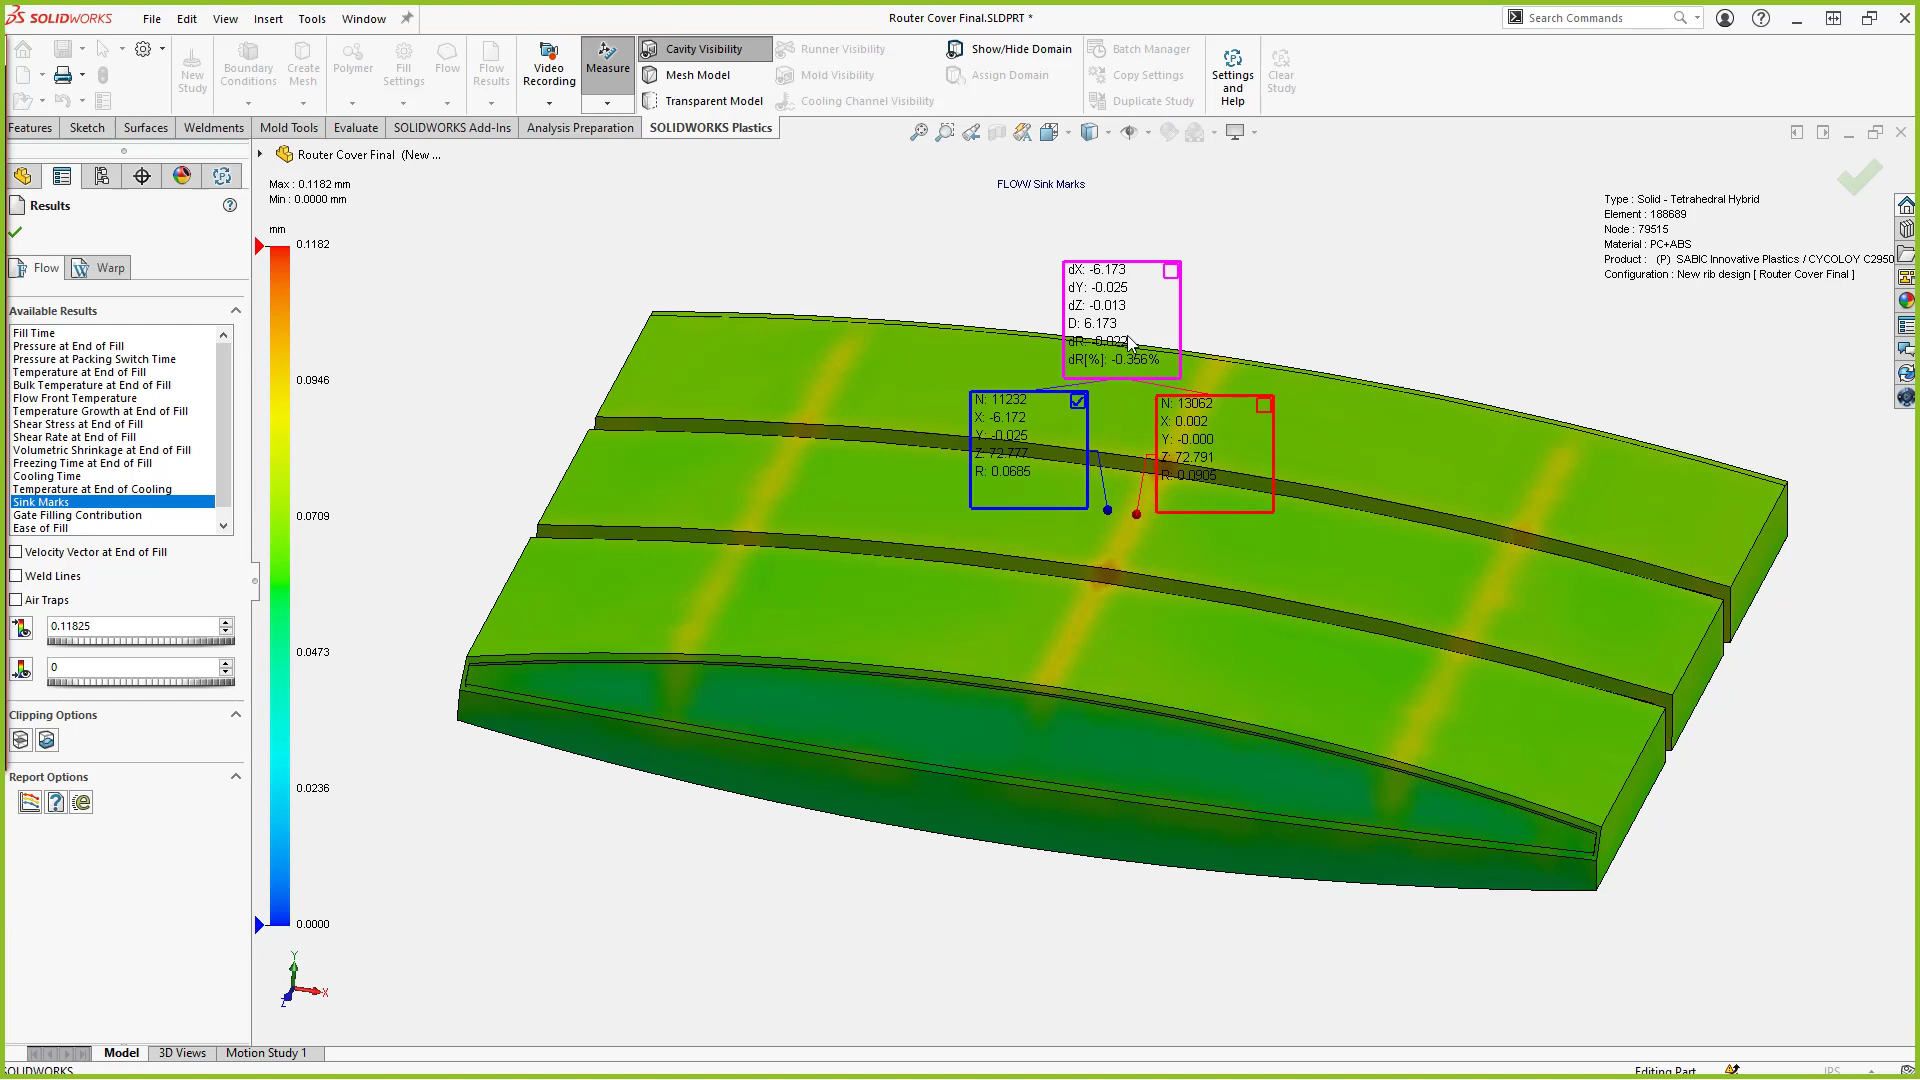 SOLIDWORKS
File Edit View Insert Tools Window
Router Cover Final.SLDPRT *
Search Commands
New Study
Boundary Conditions
Create Mesh
Polymer
Fill Settings
Flow
Flow Results
Video Recording
Measure
Cavity Visibility
Mesh Model
Transparent Model
Runner Visibility
Mold Visibility
Cooling Channel Visibility
Show/Hide Domain
Assign Domain
Batch Manager
Copy Settings
Duplicate Study
Settings and Help
Clear Study
Features Sketch Surfaces Weldments Mold Tools Evaluate SOLIDWORKS Add-Ins Analysis Preparation SOLIDWORKS Plastics
Router Cover Final (New ...
Results
Flow Warp
Available Results
Fill Time
Pressure at End of Fill
Pressure at Packing Switch Time
Temperature at End of Fill
Bulk Temperature at End of Fill
Flow Front Temperature
Temperature Growth at End of Fill
Shear Stress at End of Fill
Shear Rate at End of Fill
Volumetric Shrinkage at End of Fill
Freezing Time at End of Fill
Cooling Time
Temperature at End of Cooling
Sink Marks
Gate Filling Contribution
Ease of Fill
Velocity Vector at End of Fill
Weld Lines
Air Traps
0.11825
0
Clipping Options
Report Options
Max : 0.1182 mm
Min : 0.0000 mm
mm
0.1182
0.0946
0.0709
0.0473
0.0236
0.0000
FLOW/ Sink Marks
Type : Solid - Tetrahedral Hybrid
Element : 188689
Node : 79515
Material : PC+ABS
Product : (P) SABIC Innovative Plastics / CYCOLOY C2950
Configuration : New rib design [ Router Cover Final ]
dX: -6.173
dY: -0.025
dZ: -0.013
D: 6.173
dR: -0.022
dR[%]: -0.356%
N: 11232
X: -6.172
Y: -0.025
Z: 72.777
R: 0.0685
N: 13062
X: 0.002
Y: -0.000
Z: 72.791
R: 0.0905
Y
X
Z
Model 3D Views Motion Study 1
SOLIDWORKS
Editing Part
IPS